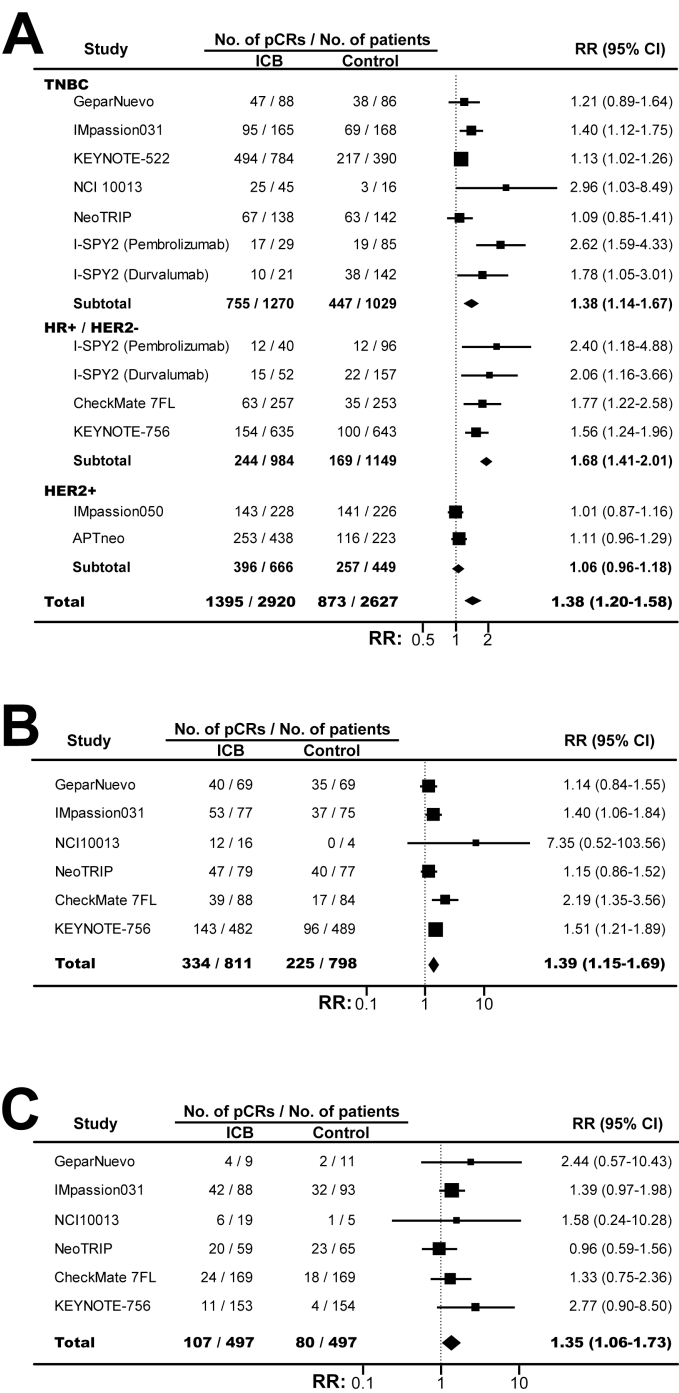 A
Study No. of pCRs / No. of patients RR (95% CI)
ICB Control
TNBC
GeparNuevo 47 / 88 38 / 86 1.21 (0.89-1.64)
IMpassion031 95 / 165 69 / 168 1.40 (1.12-1.75)
KEYNOTE-522 494 / 784 217 / 390 1.13 (1.02-1.26)
NCI 10013 25 / 45 3 / 16 2.96 (1.03-8.49)
NeoTRIP 67 / 138 63 / 142 1.09 (0.85-1.41)
I-SPY2 (Pembrolizumab) 17 / 29 19 / 85 2.62 (1.59-4.33)
I-SPY2 (Durvalumab) 10 / 21 38 / 142 1.78 (1.05-3.01)
Subtotal 755 / 1270 447 / 1029 1.38 (1.14-1.67)
HR+ / HER2-
I-SPY2 (Pembrolizumab) 12 / 40 12 / 96 2.40 (1.18-4.88)
I-SPY2 (Durvalumab) 15 / 52 22 / 157 2.06 (1.16-3.66)
CheckMate 7FL 63 / 257 35 / 253 1.77 (1.22-2.58)
KEYNOTE-756 154 / 635 100 / 643 1.56 (1.24-1.96)
Subtotal 244 / 984 169 / 1149 1.68 (1.41-2.01)
HER2+
IMpassion050 143 / 228 141 / 226 1.01 (0.87-1.16)
APTneo 253 / 438 116 / 223 1.11 (0.96-1.29)
Subtotal 396 / 666 257 / 449 1.06 (0.96-1.18)
Total 1395 / 2920 873 / 2627 1.38 (1.20-1.58)
RR: 0.5 1 2
B
Study No. of pCRs / No. of patients RR (95% CI)
ICB Control
GeparNuevo 40 / 69 35 / 69 1.14 (0.84-1.55)
IMpassion031 53 / 77 37 / 75 1.40 (1.06-1.84)
NCI10013 12 / 16 0 / 4 7.35 (0.52-103.56)
NeoTRIP 47 / 79 40 / 77 1.15 (0.86-1.52)
CheckMate 7FL 39 / 88 17 / 84 2.19 (1.35-3.56)
KEYNOTE-756 143 / 482 96 / 489 1.51 (1.21-1.89)
Total 334 / 811 225 / 798 1.39 (1.15-1.69)
RR: 0.1 1 10
C
Study No. of pCRs / No. of patients RR (95% CI)
ICB Control
GeparNuevo 4 / 9 2 / 11 2.44 (0.57-10.43)
IMpassion031 42 / 88 32 / 93 1.39 (0.97-1.98)
NCI10013 6 / 19 1 / 5 1.58 (0.24-10.28)
NeoTRIP 20 / 59 23 / 65 0.96 (0.59-1.56)
CheckMate 7FL 24 / 169 18 / 169 1.33 (0.75-2.36)
KEYNOTE-756 11 / 153 4 / 154 2.77 (0.90-8.50)
Total 107 / 497 80 / 497 1.35 (1.06-1.73)
RR: 0.1 1 10